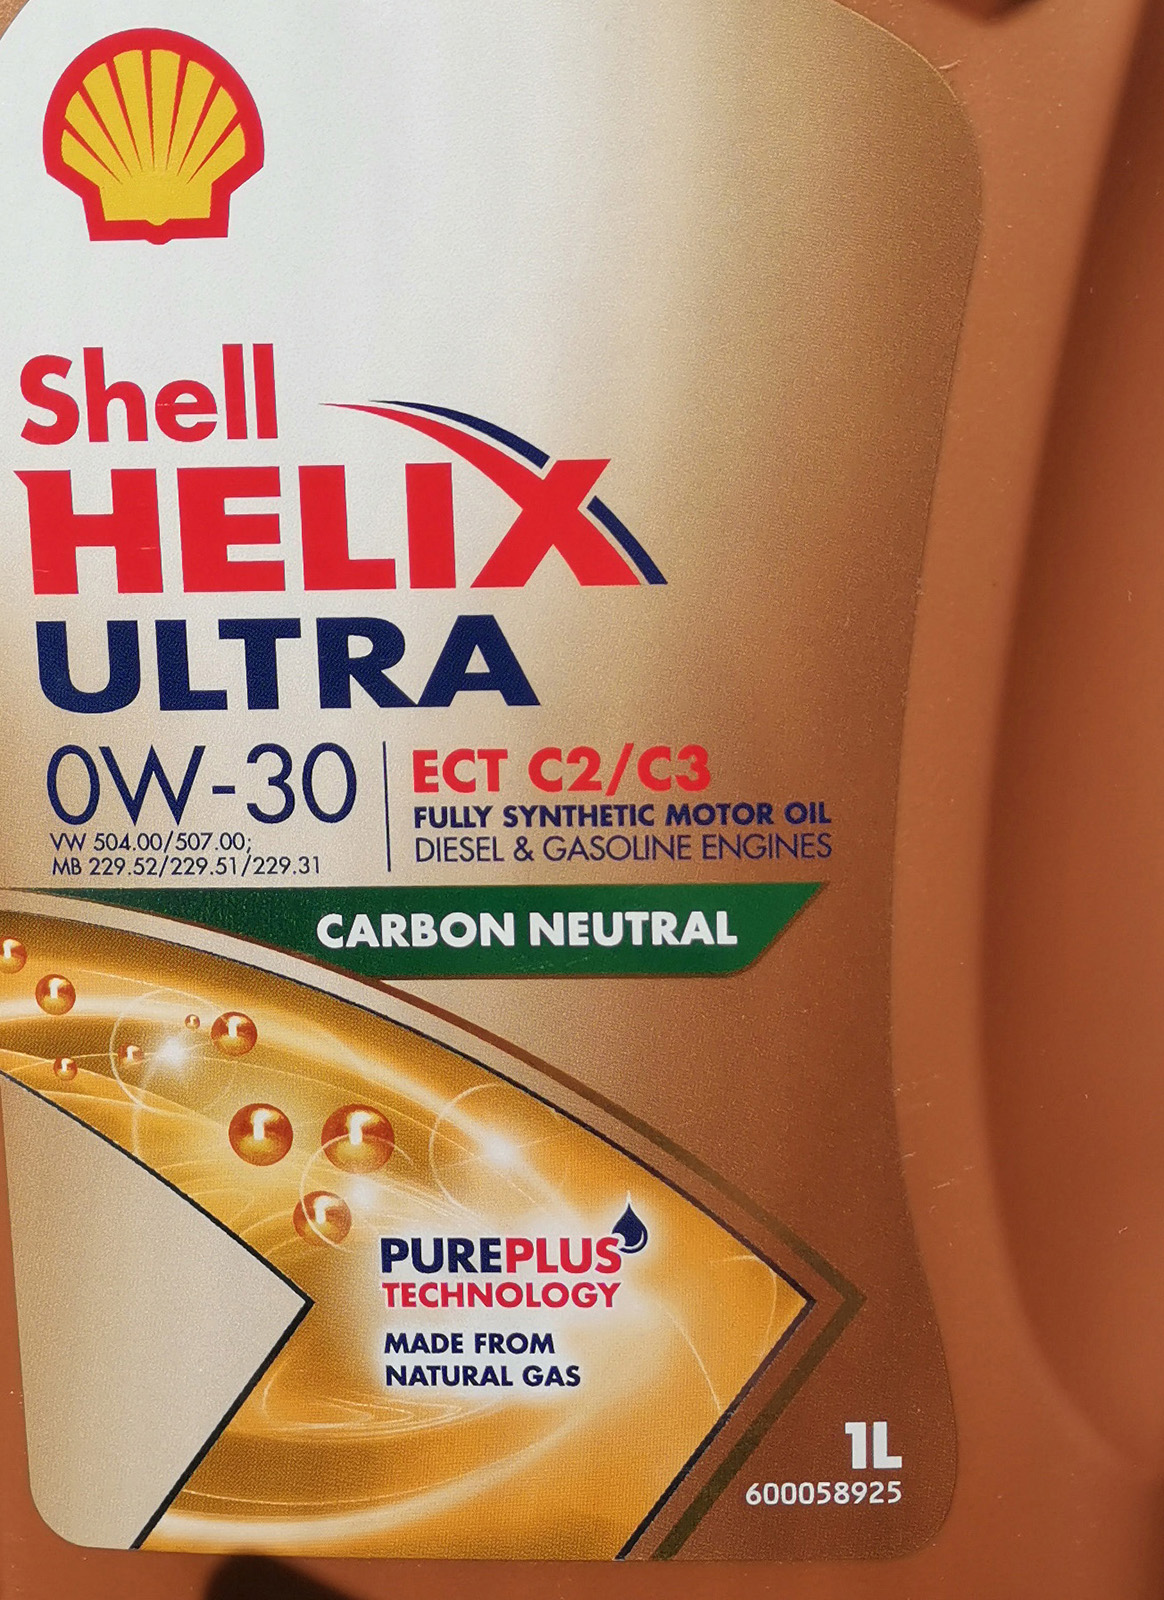 Shell
HELIX
ULTRA
0W-30
VW 504.00/507.00;
MB 229.52/229.51/229.31
ECT C2/C3
FULLY SYNTHETIC MOTOR OIL
DIESEL & GASOLINE ENGINES
CARBON NEUTRAL
PUREPLUS
TECHNOLOGY
MADE FROM
NATURAL GAS
1L
600058925